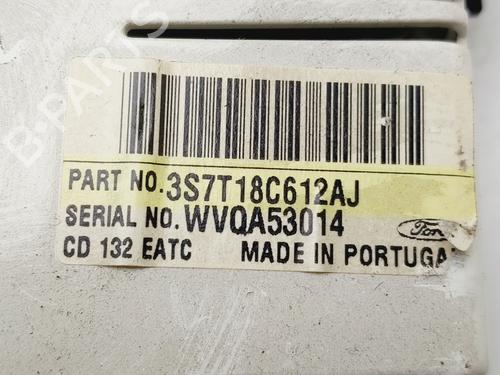 B-PARTS
PART NO.3S7T18C612AJ
SERIAL NO.WVQA53014
Ford
CD 132 EATC MADE IN PORTUGA